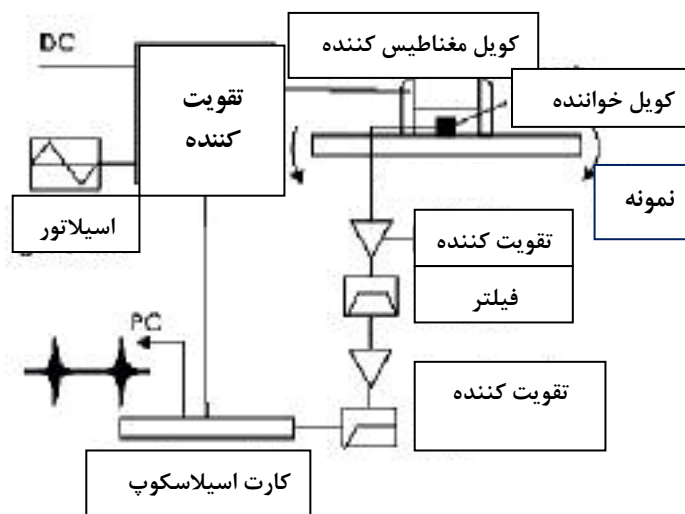 DC
کویل مغناطیس کننده
تقویت
کننده
کویل خواننده
نمونه
اسیلاتور
تقویت کننده
فیلتر
PC
تقویت کننده
کارت اسیلاسکوپ